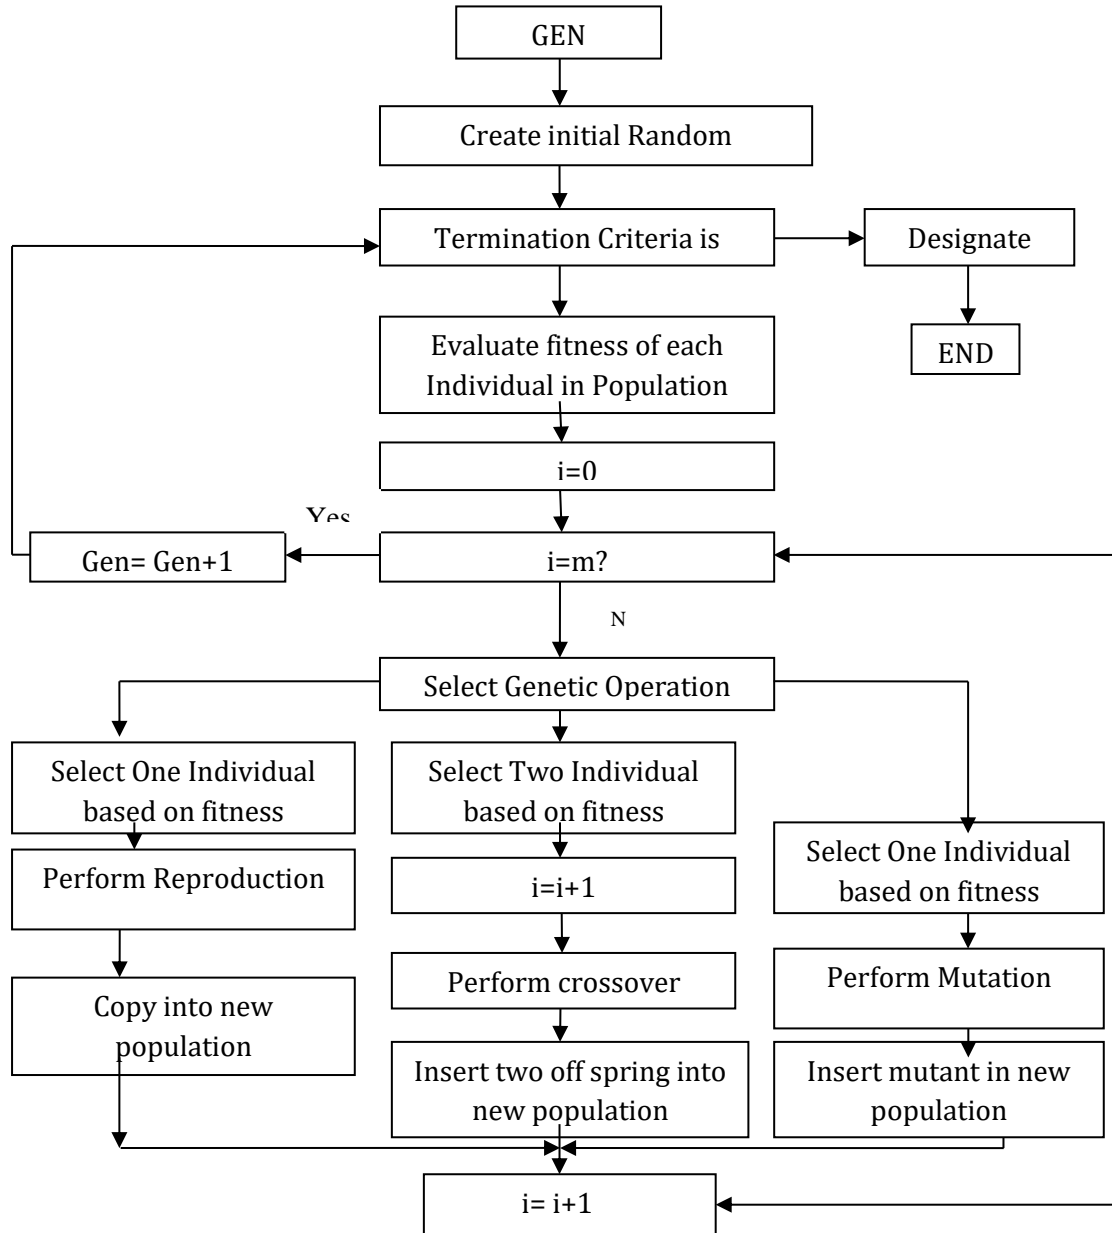 GEN
Create initial Random
Termination Criteria is
Designate
Evaluate fitness of each
Individual in Population
END
i=0
Yes
Gen= Gen+1
i=m?
N
Select Genetic Operation
Select One Individual
based on fitness
Select Two Individual
based on fitness
Select One Individual
based on fitness
Perform Reproduction
i=i+1
Perform crossover
Perform Mutation
Copy into new
population
Insert two off spring into
new population
Insert mutant in new
population
i= i+1